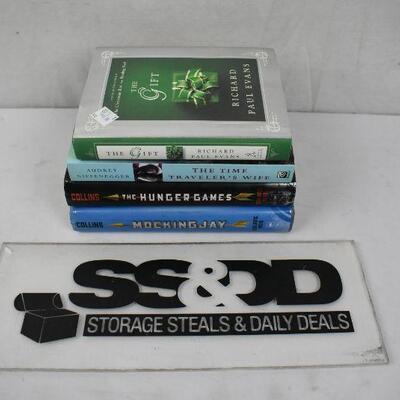 THE
GIFT
RICHARD
PAUL EVANS
THE GIFT RICHARD
PAUL EVANS
AUDREY
NIFFENEGGER
THE TIME
TRAVELER'S WIFE
COLLINS THE HUNGER GAMES
COLLINS MOCKINGJAY
SS&DD
STORAGE STEALS & DAILY DEALS